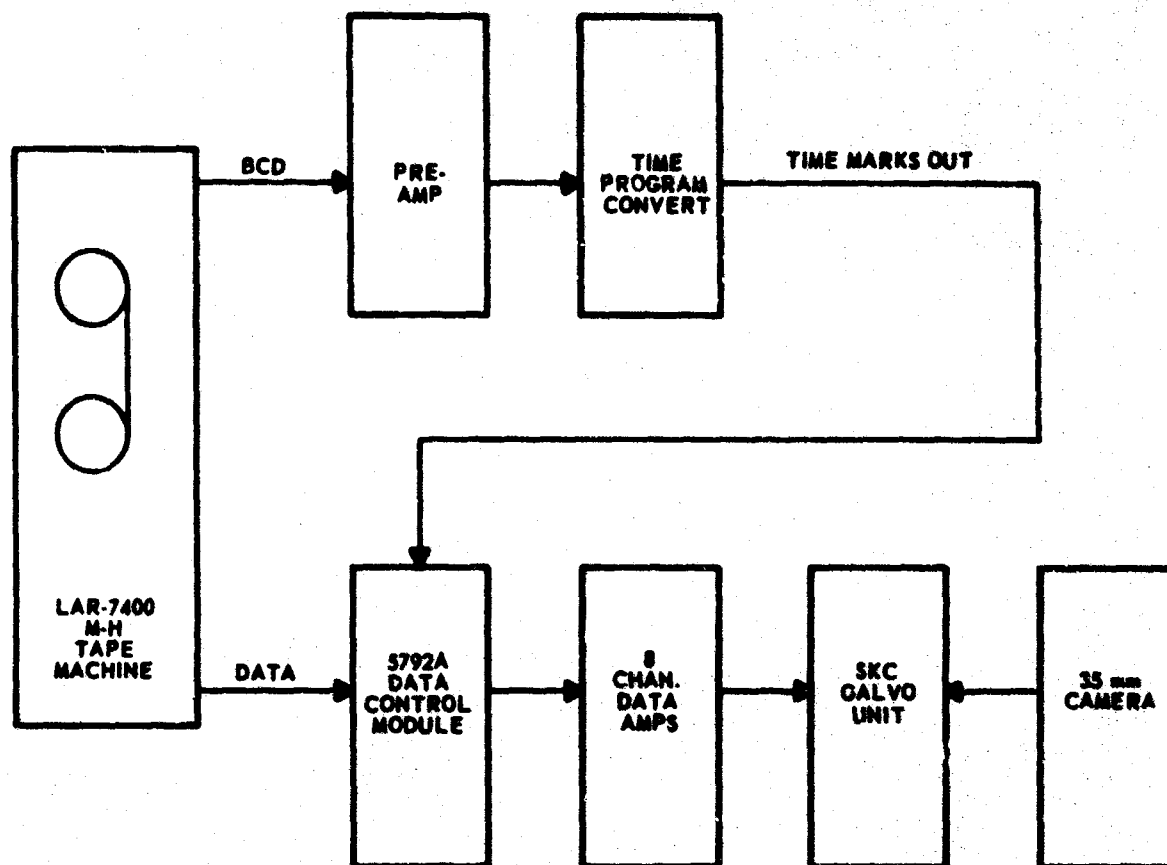 BCD
PRE-
AMP
TIME
PROGRAM
CONVERT
TIME MARKS OUT
LAR-7400
M-H
TAPE
MACHINE
DATA
5792A
DATA
CONTROL
MODULE
8
CHAN.
DATA
AMPS
SKC
GALVO
UNIT
35 mm
CAMERA